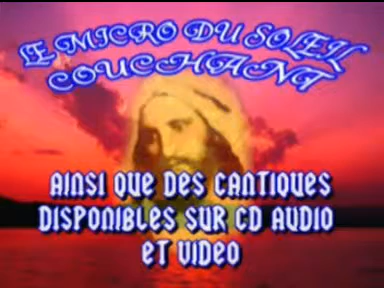 LE MICRO DU SOLEIL
COUCHANT
AINSI QUE DES CANTIQUES
DISPONIBLES SUR CD AUDIO
ET VIDEO